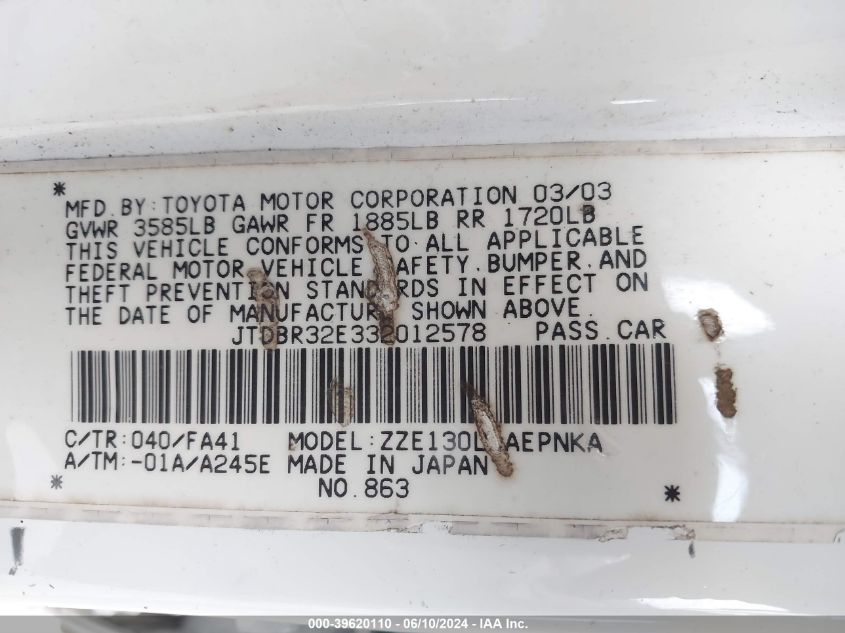 *
MFD. BY: TOYOTA MOTOR CORPORATION 03/03
GVWR 3585LB GAWR FR 1885LB RR 1720LB
THIS VEHICLE CONFORMS TO ALL APPLICABLE
FEDERAL MOTOR VEHICLE SAFETY, BUMPER, AND
THEFT PREVENTION STANDARDS IN EFFECT ON
THE DATE OF MANUFACTURE SHOWN ABOVE.
JTDBR32E332012578 PASS. CAR
C/TR: 040/FA41 MODEL: ZZE130L-AEPNKA
A/TM: -01A/A245E MADE IN JAPAN
* NO. 863 *
000-39620110 - 06/10/2024 - IAAI.com